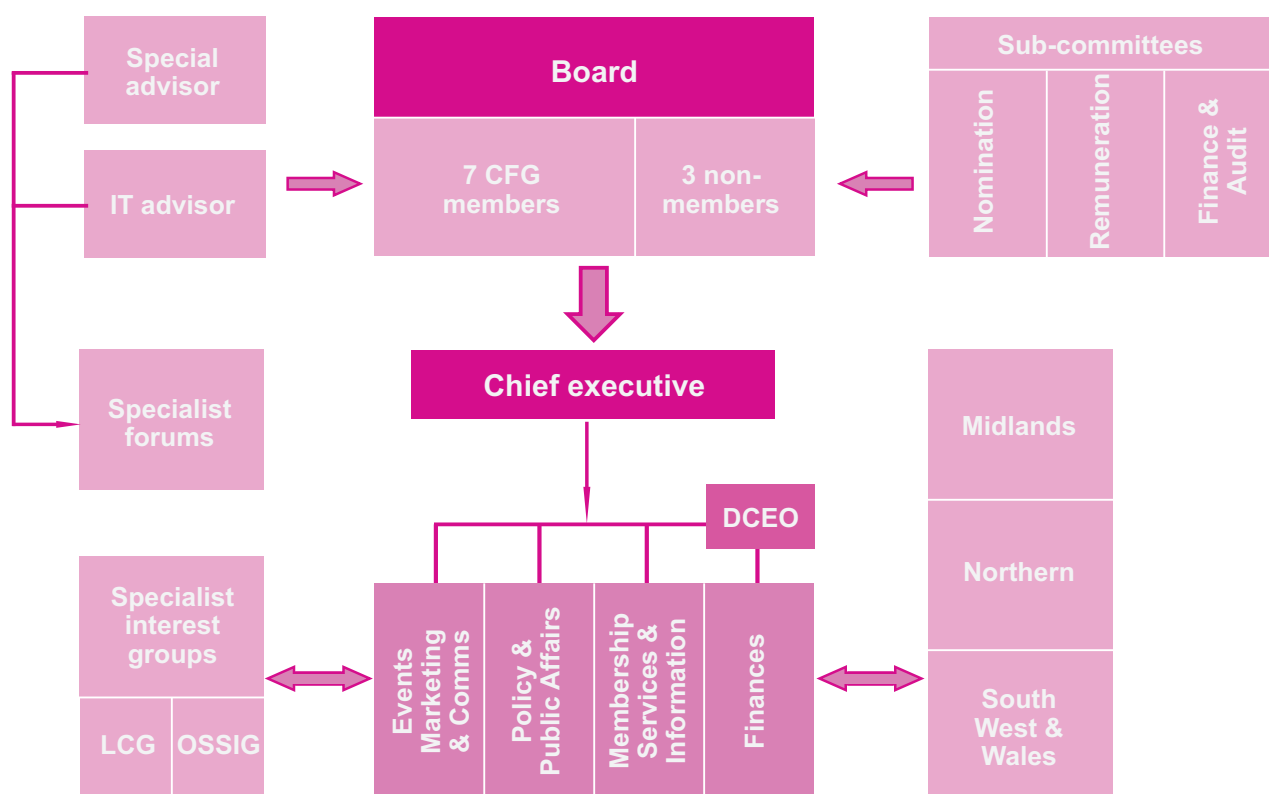 Special
advisor
IT advisor
Board
7 CFG
members
3 non-
members
Sub-committees
Nomination
Remuneration
Finance &
Audit
Chief executive
Specialist
forums
DCEO
Specialist
interest
groups
LCG
OSSIG
Events
Marketing
& Comms
Policy &
Public Affairs
Membership
Services &
Information
Finances
Midlands
Northern
South
West &
Wales